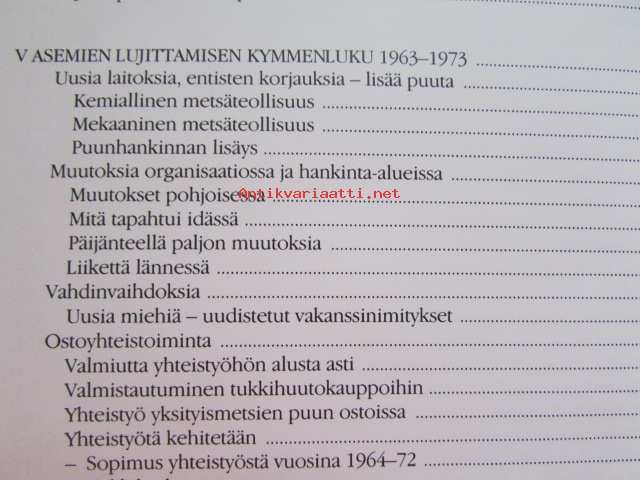 V ASEMIEN LUJITTAMISEN KYMMENLUKU 1963–1973
Uusia laitoksia, entisten korjauksia – lisää puuta
Kemiallinen metsäteollisuus
Mekaaninen metsäteollisuus
Puunhankinnan lisäys
Muutoksia organisaatiossa ja hankinta-alueissa
Muutokset pohjoisessa
Antikvariaatti.net
Mitä tapahtui idässä
Päijänteellä paljon muutoksia
Liikettä lännessä
Vahdinvaihdoksia
Uusia miehiä – uudistetut vakanssinimitykset
Ostoyhteistoiminta
Valmiutta yhteistyöhön alusta asti
Valmistautuminen tukkihuutokauppoihin
Yhteistyö yksityismetsien puun ostoissa
Yhteistyötä kehitetään
– Sopimus yhteistyöstä vuosina 1964–72